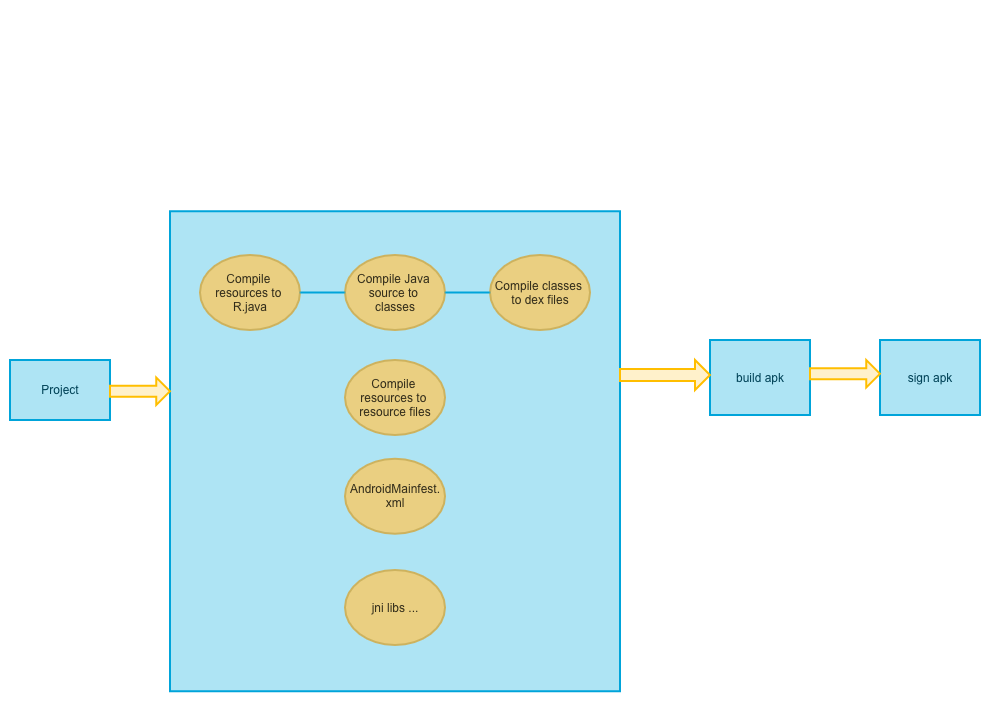 Compile
resources to
R.java
Compile Java
source to
classes
Compile classes
to dex files
Project
Compile
resources to
resource files
build apk
sign apk
AndroidMainfest.
xml
jni libs ...